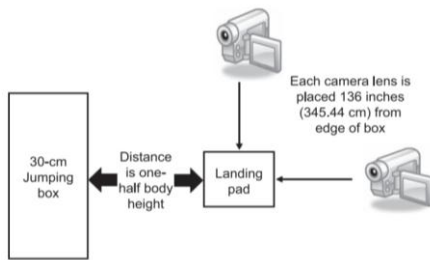 Each camera lens is
placed 136 inches
(345.44 cm) from
edge of box
30-cm
Jumping
box
Distance
is one-
half body
height
Landing
pad